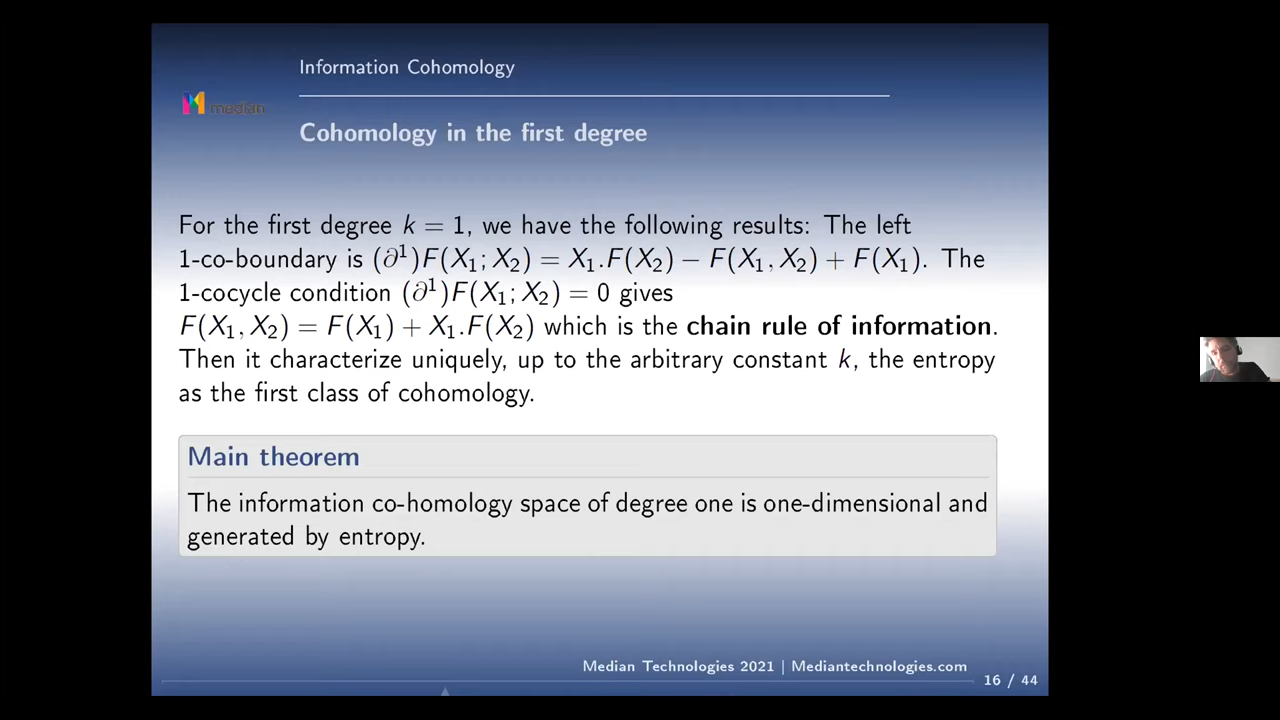 Information Cohomology
median
Cohomology in the first degree
For the first degree k = 1, we have the following results: The left
1-co-boundary is (∂¹)F(X₁; X₂) = X₁.F(X₂) − F(X₁, X₂) + F(X₁). The
1-cocycle condition (∂¹)F(X₁; X₂) = 0 gives
F(X₁, X₂) = F(X₁) + X₁.F(X₂) which is the chain rule of information.
Then it characterize uniquely, up to the arbitrary constant k, the entropy
as the first class of cohomology.
Main theorem
The information co-homology space of degree one is one-dimensional and
generated by entropy.
Median Technologies 2021 | Mediantechnologies.com
16 / 44